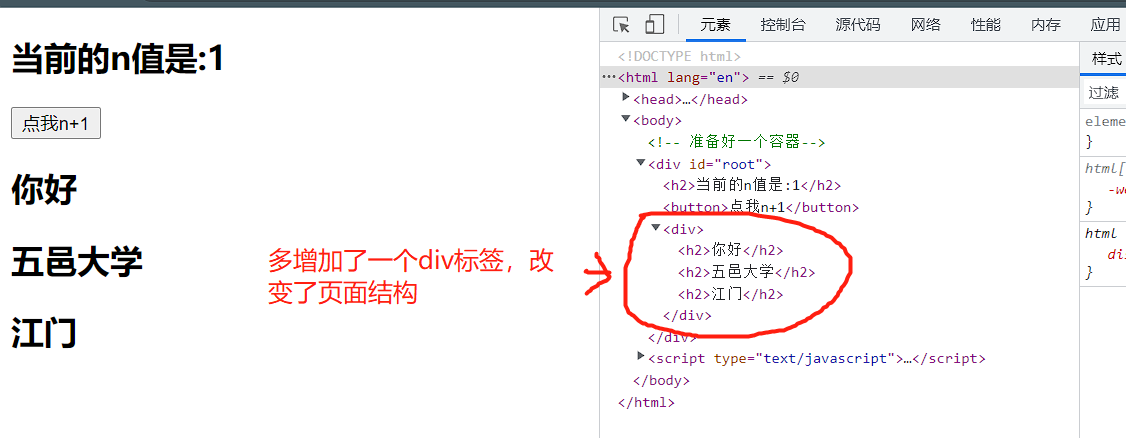 当前的n值是:1
点我n+1
你好
五邑大学
江门
多增加了一个div标签，改
变了页面结构
元素 控制台 源代码 网络 性能 内存 应用
<!DOCTYPE html>
…<html lang="en"> == $0
<head>…</head>
<body>
<!-- 准备好一个容器-->
<div id="root">
<h2>当前的n值是:1</h2>
<button>点我n+1</button>
<div>
<h2>你好</h2>
<h2>五邑大学</h2>
<h2>江门</h2>
</div>
</div>
<script type="text/javascript">…</script>
</body>
</html>
样式
过滤
eleme
}
html[
-we
}
html
di
}